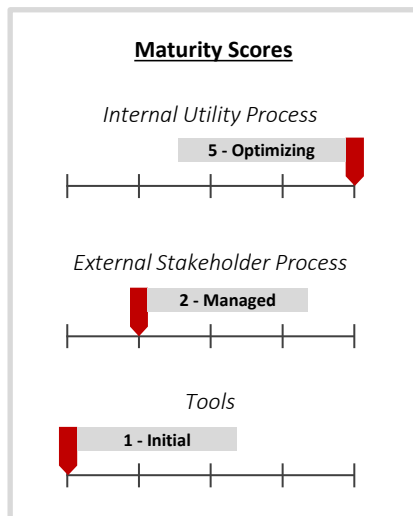 Maturity Scores
Internal Utility Process
5 - Optimizing
External Stakeholder Process
2 - Managed
Tools
1 - Initial